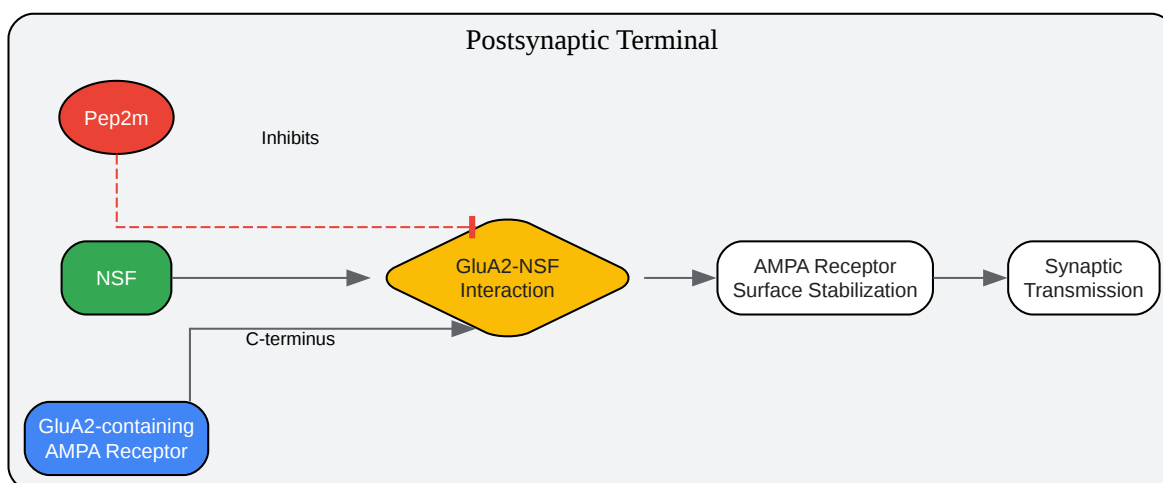 Postsynaptic Terminal
Pep2m
Inhibits
NSF
GluA2-NSF
Interaction
AMPA Receptor
Surface Stabilization
Synaptic
Transmission
C-terminus
GluA2-containing
AMPA Receptor